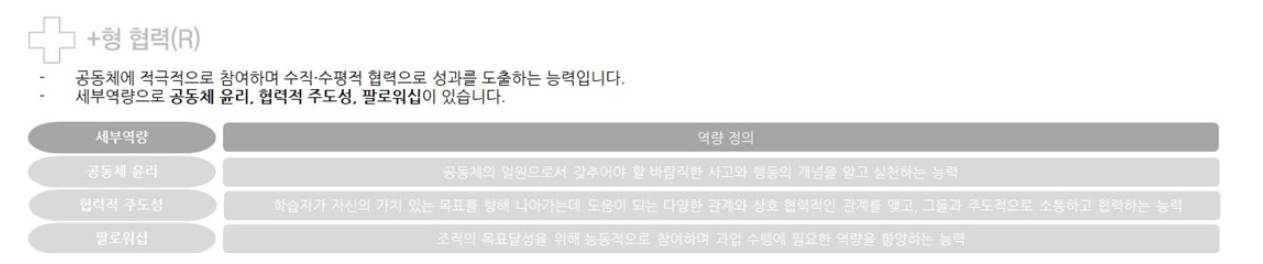 +형 협력(R)
- 공동체에 적극적으로 참여하며 수직·수평적 협력으로 성과를 도출하는 능력입니다.
- 세부역량으로 공동체 윤리, 협력적 주도성, 팔로워십이 있습니다.
세부역량 역량 정의
공동체 윤리 공동체의 일원으로서 갖추어야 할 바람직한 사고와 행동의 개념을 알고 실천하는 능력
협력적 주도성 학습자가 자신의 가치 있는 목표를 향해 나아가는데 도움이 되는 다양한 관계와 상호 협력적인 관계를 맺고, 그들과 주도적으로 소통하고 협력하는 능력
팔로워십 조직의 목표달성을 위해 능동적으로 참여하며 과업 수행에 필요한 역량을 함양하는 능력